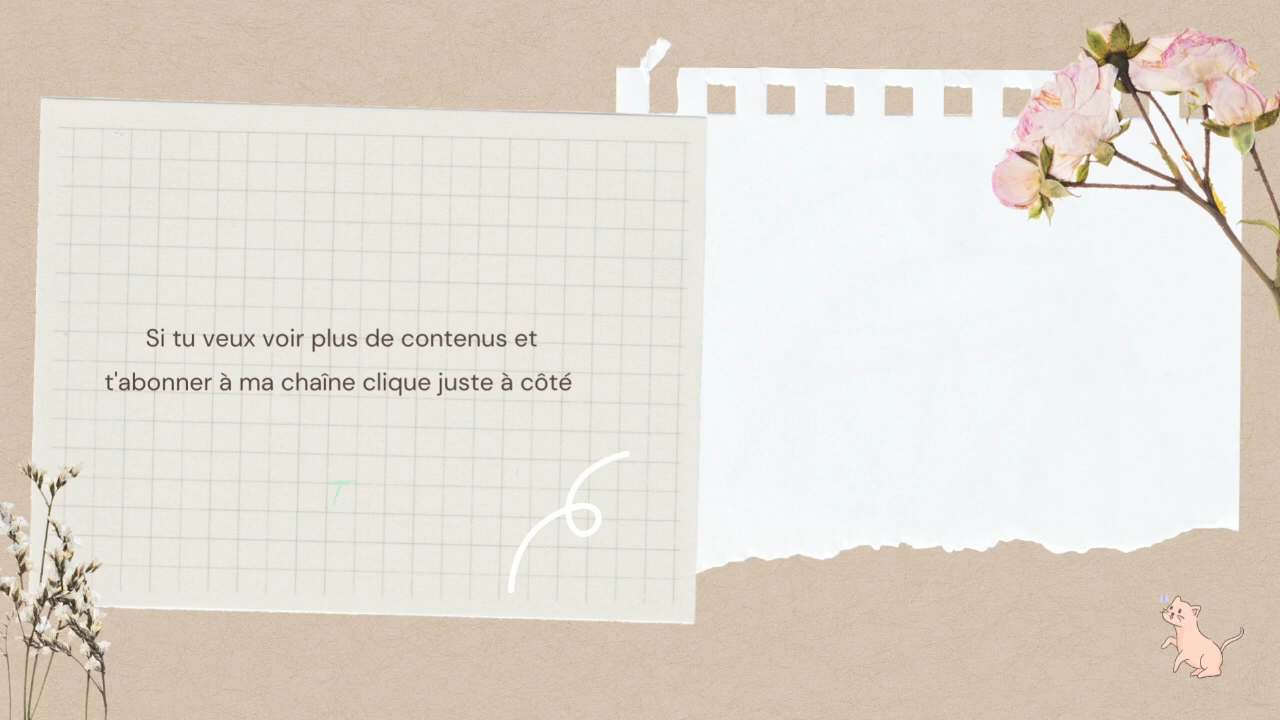 Si tu veux voir plus de contenus et
t'abonner à ma chaîne clique juste à côté